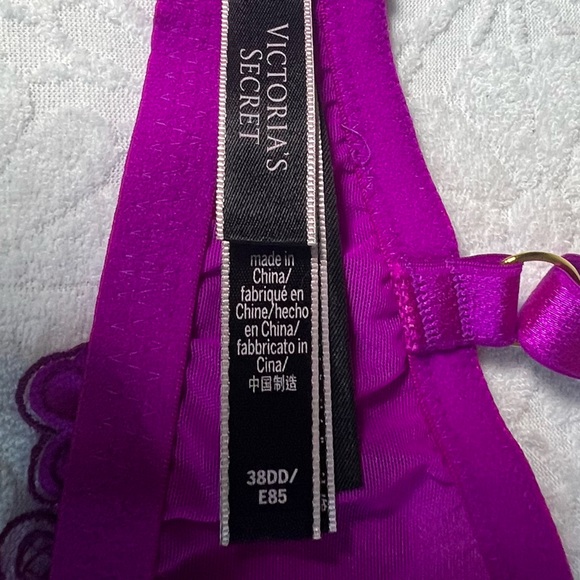 VICTORIA'S
SECRET
made in
China/
fabriqué en
Chine/hecho
en China/
fabbricato in
Cina/
中国制造
38DD/
E85